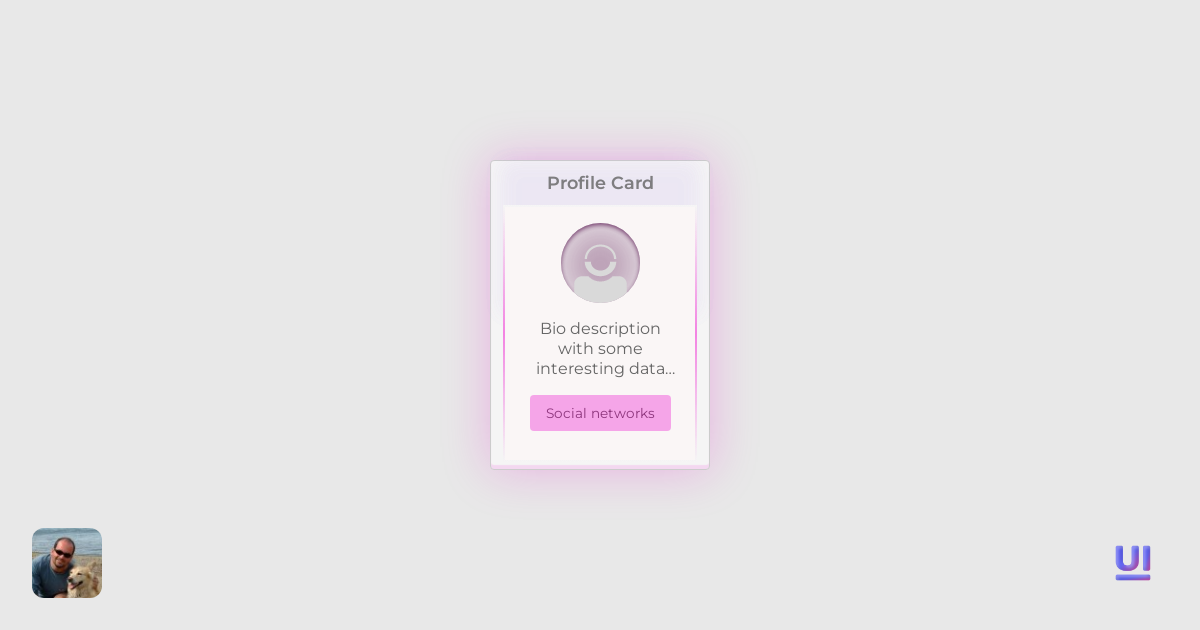 Profile Card
Bio description
with some
interesting data...
Social networks
UI